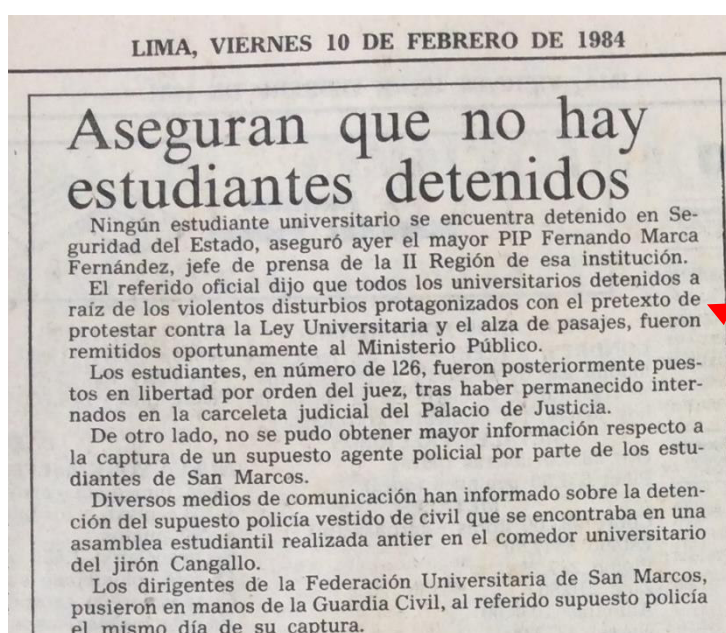 LIMA, VIERNES 10 DE FEBRERO DE 1984
Aseguran que no hay
estudiantes detenidos
Ningún estudiante universitario se encuentra detenido en Se-
guridad del Estado, aseguró ayer el mayor PIP Fernando Marca
Fernández, jefe de prensa de la II Región de esa institución.
El referido oficial dijo que todos los universitarios detenidos a
raíz de los violentos disturbios protagonizados con el pretexto de
protestar contra la Ley Universitaria y el alza de pasajes, fueron
remitidos oportunamente al Ministerio Público.
Los estudiantes, en número de 126, fueron posteriormente pues-
tos en libertad por orden del juez, tras haber permanecido inter-
nados en la carceleta judicial del Palacio de Justicia.
De otro lado, no se pudo obtener mayor información respecto a
la captura de un supuesto agente policial por parte de los estu-
diantes de San Marcos.
Diversos medios de comunicación han informado sobre la deten-
ción del supuesto policía vestido de civil que se encontraba en una
asamblea estudiantil realizada antier en el comedor universitario
del jirón Cangallo.
Los dirigentes de la Federación Universitaria de San Marcos,
pusieron en manos de la Guardia Civil, al referido supuesto policía
el mismo día de su captura.